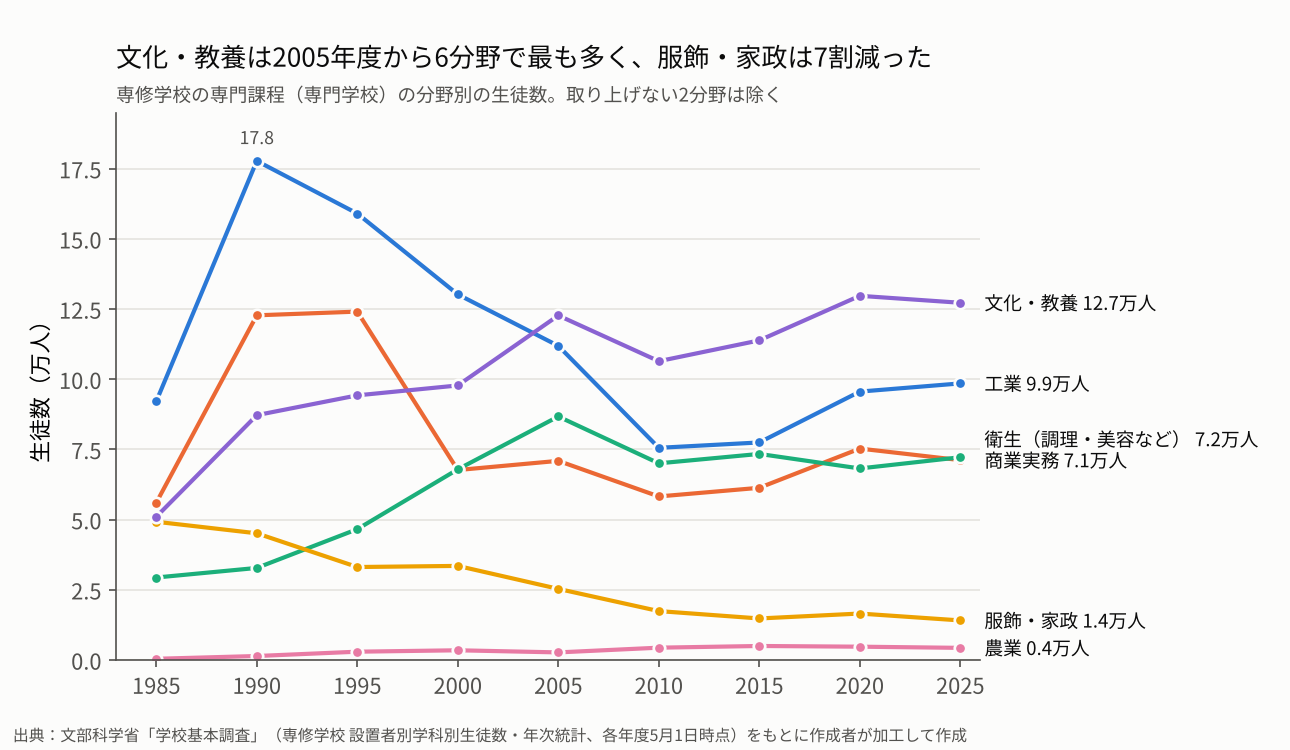 文化・教養は2005年度から6分野で最も多く、服飾・家政は7割減った
専修学校の専門課程（専門学校）の分野別の生徒数。取り上げない2分野は除く
生徒数（万人）
17.8
17.5
15.0
12.5
10.0
7.5
5.0
2.5
0.0
文化・教養 12.7万人
工業 9.9万人
衛生（調理・美容など） 7.2万人
商業実務 7.1万人
服飾・家政 1.4万人
農業 0.4万人
1985 1990 1995 2000 2005 2010 2015 2020 2025
出典：文部科学省「学校基本調査」（専修学校 設置者別学科別生徒数・年次統計、各年度5月1日時点）をもとに作成者が加工して作成